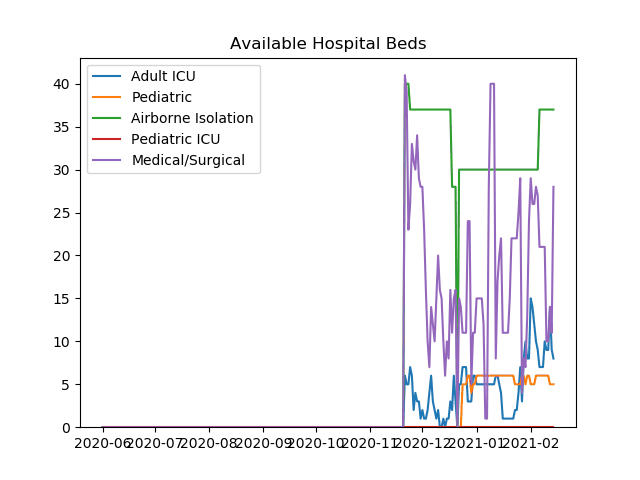 Available Hospital Beds
Adult ICU
Pediatric
Airborne Isolation
Pediatric ICU
Medical/Surgical
40
35
30
25
20
15
10
5
0
2020-06 2020-07 2020-08 2020-09 2020-10 2020-11 2020-12 2021-01 2021-02